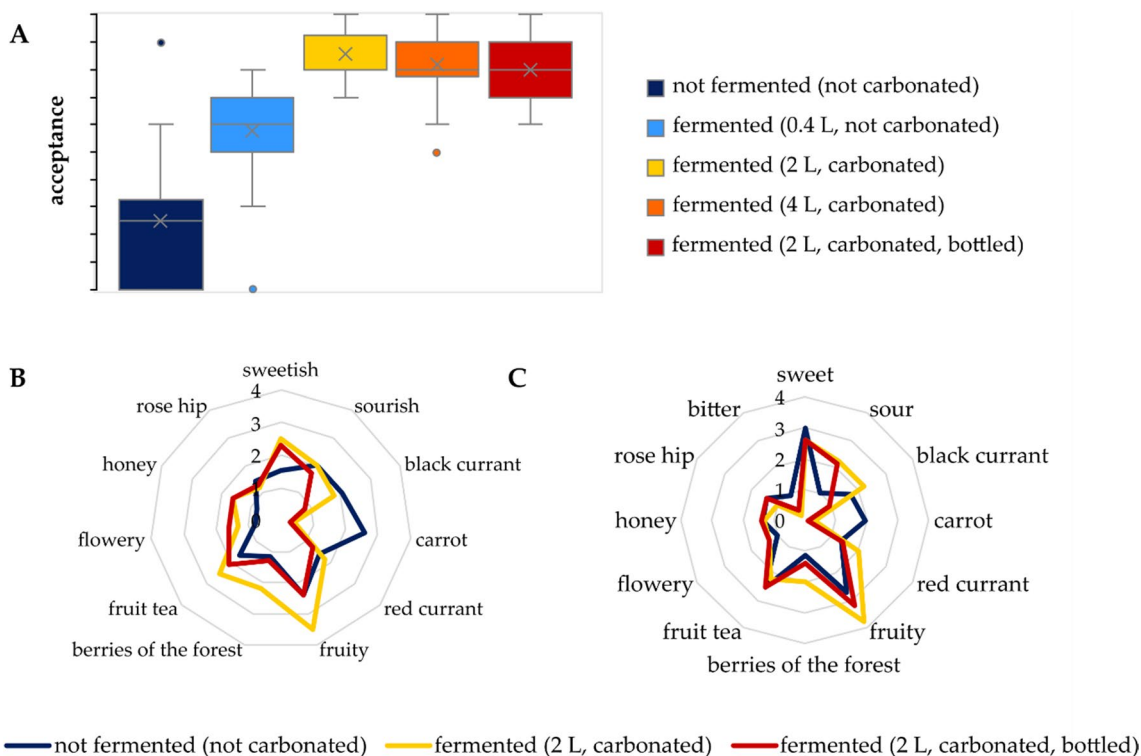 A
acceptance
not fermented (not carbonated)
fermented (0.4 L, not carbonated)
fermented (2 L, carbonated)
fermented (4 L, carbonated)
fermented (2 L, carbonated, bottled)
B
sweetish
sourish
black currant
carrot
red currant
fruity
berries of the forest
fruit tea
flowery
honey
rose hip
4
3
2
1
0
C
sweet
sour
black currant
carrot
red currant
fruity
berries of the forest
fruit tea
flowery
honey
rose hip
bitter
4
3
2
1
0
not fermented (not carbonated) fermented (2 L, carbonated) fermented (2 L, carbonated, bottled)